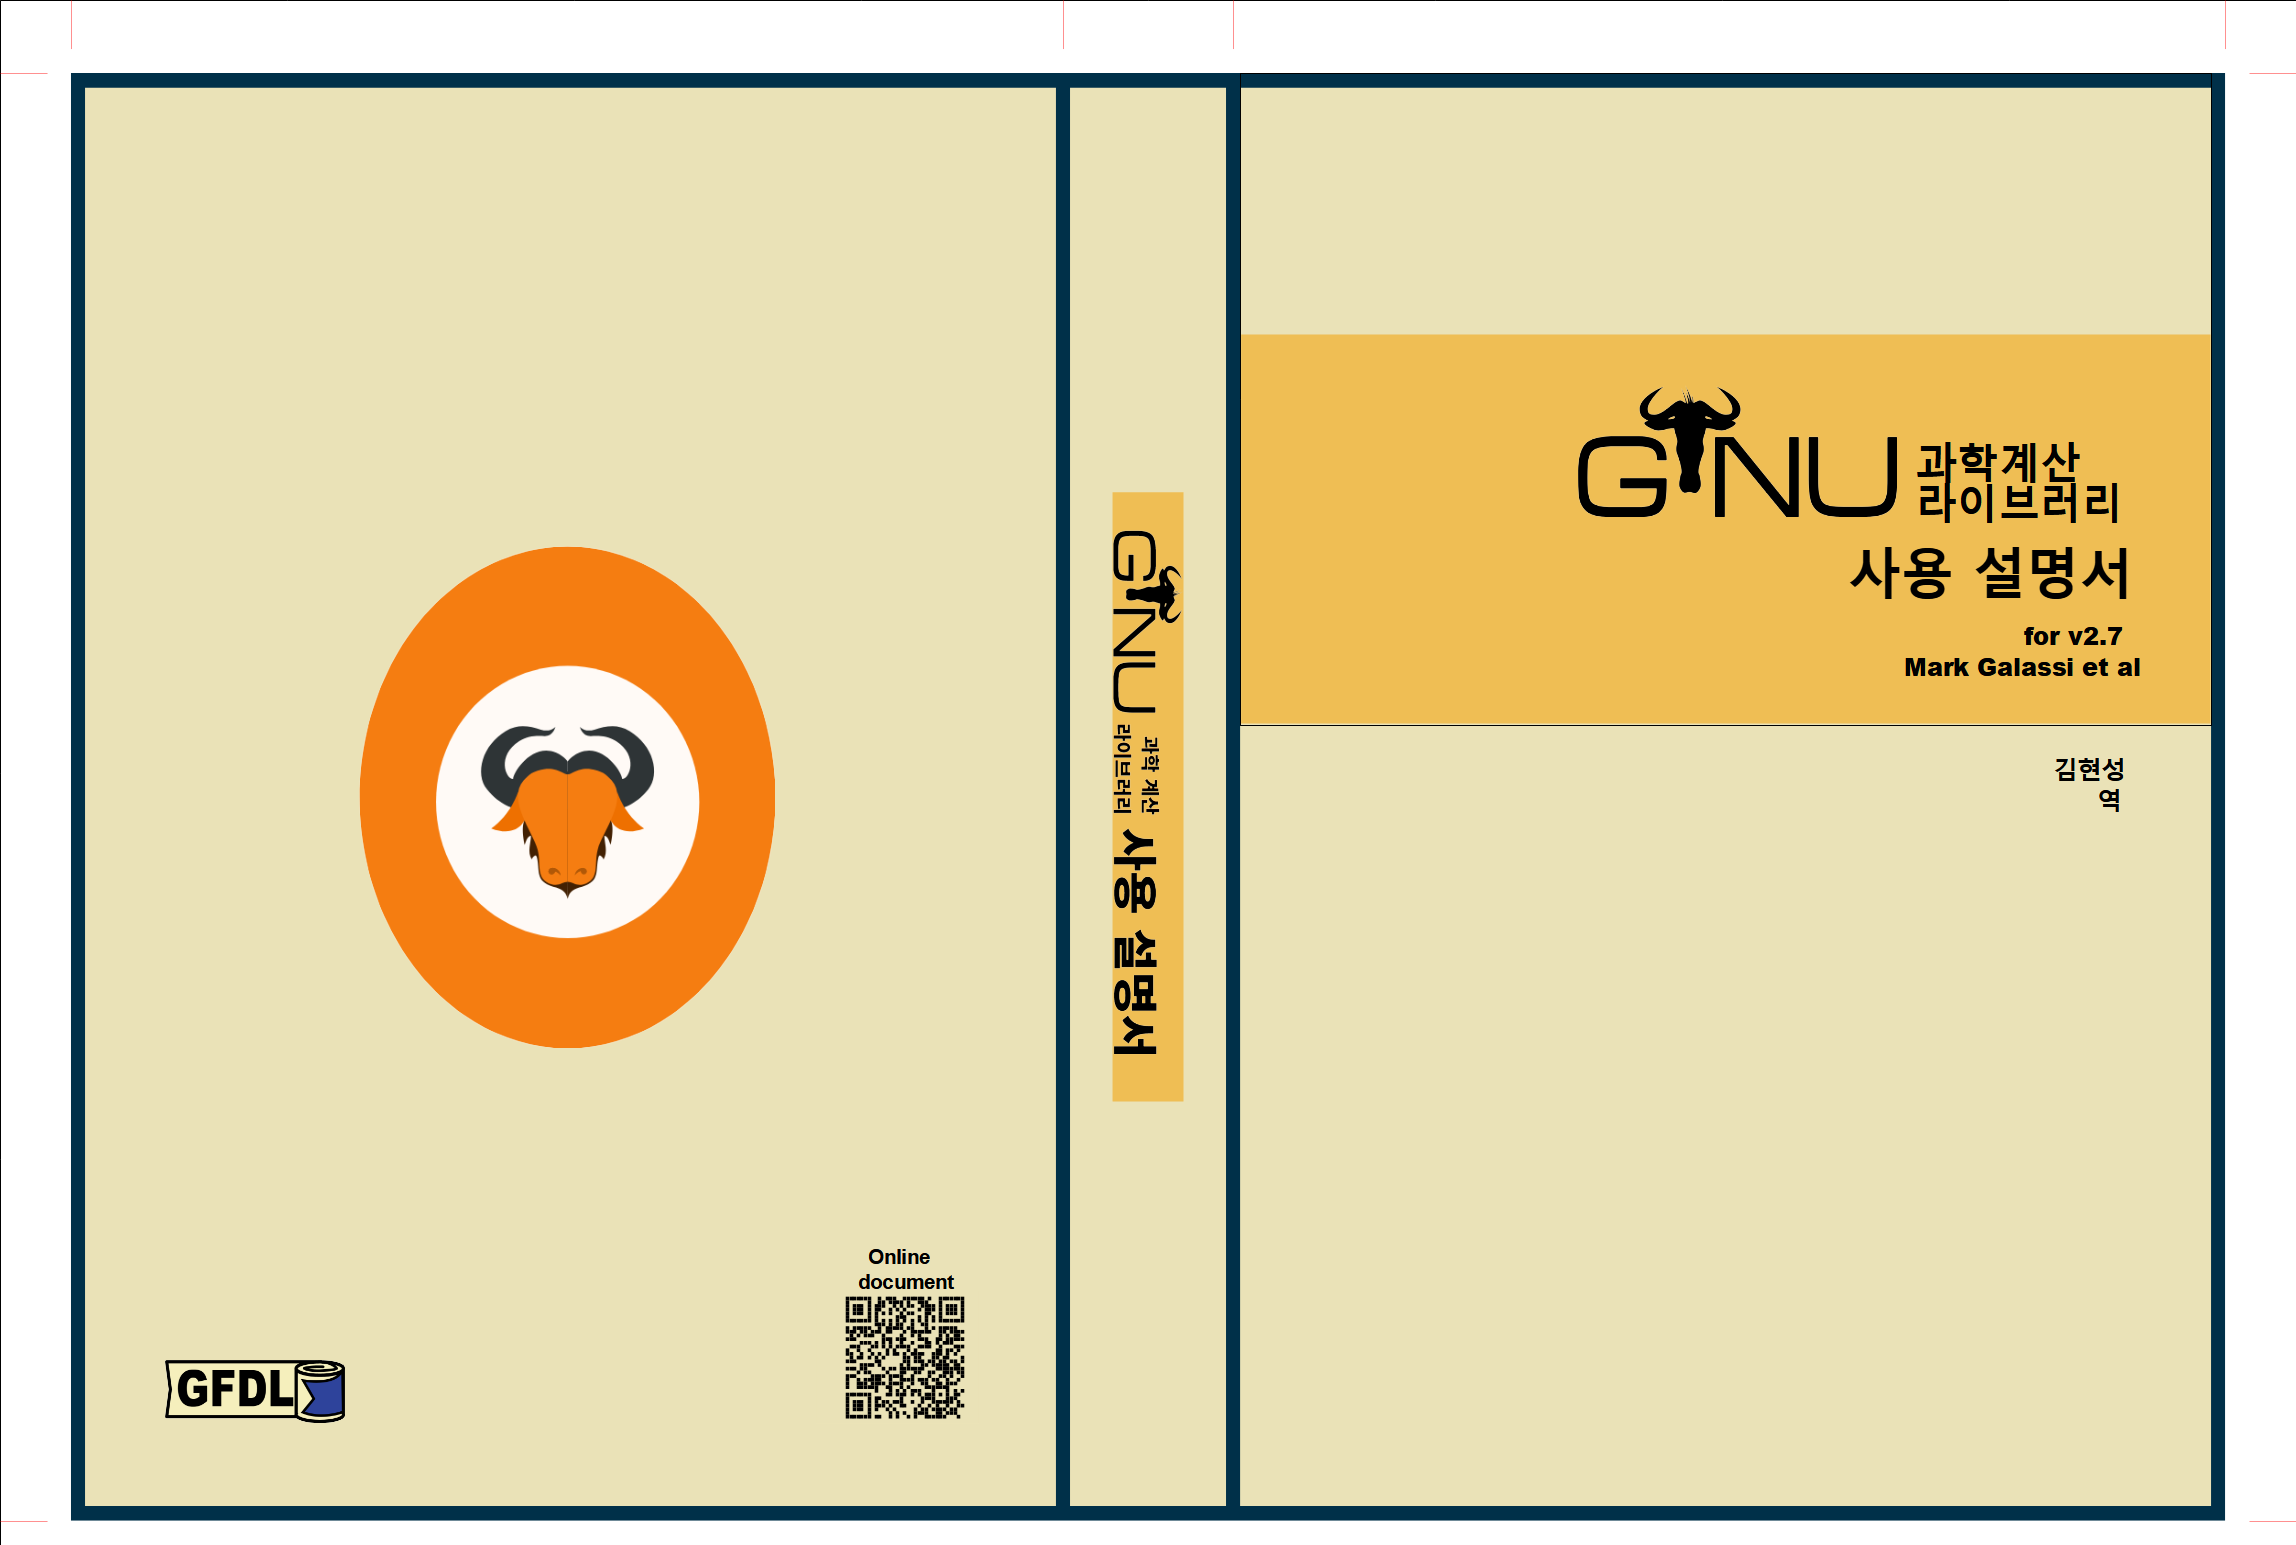 Online
document
GFDL
GNU
과학 계산
라이브러리
사용 설명서
GNU
과학계산
라이브러리
사용 설명서
for v2.7
Mark Galassi et al
김현성
역